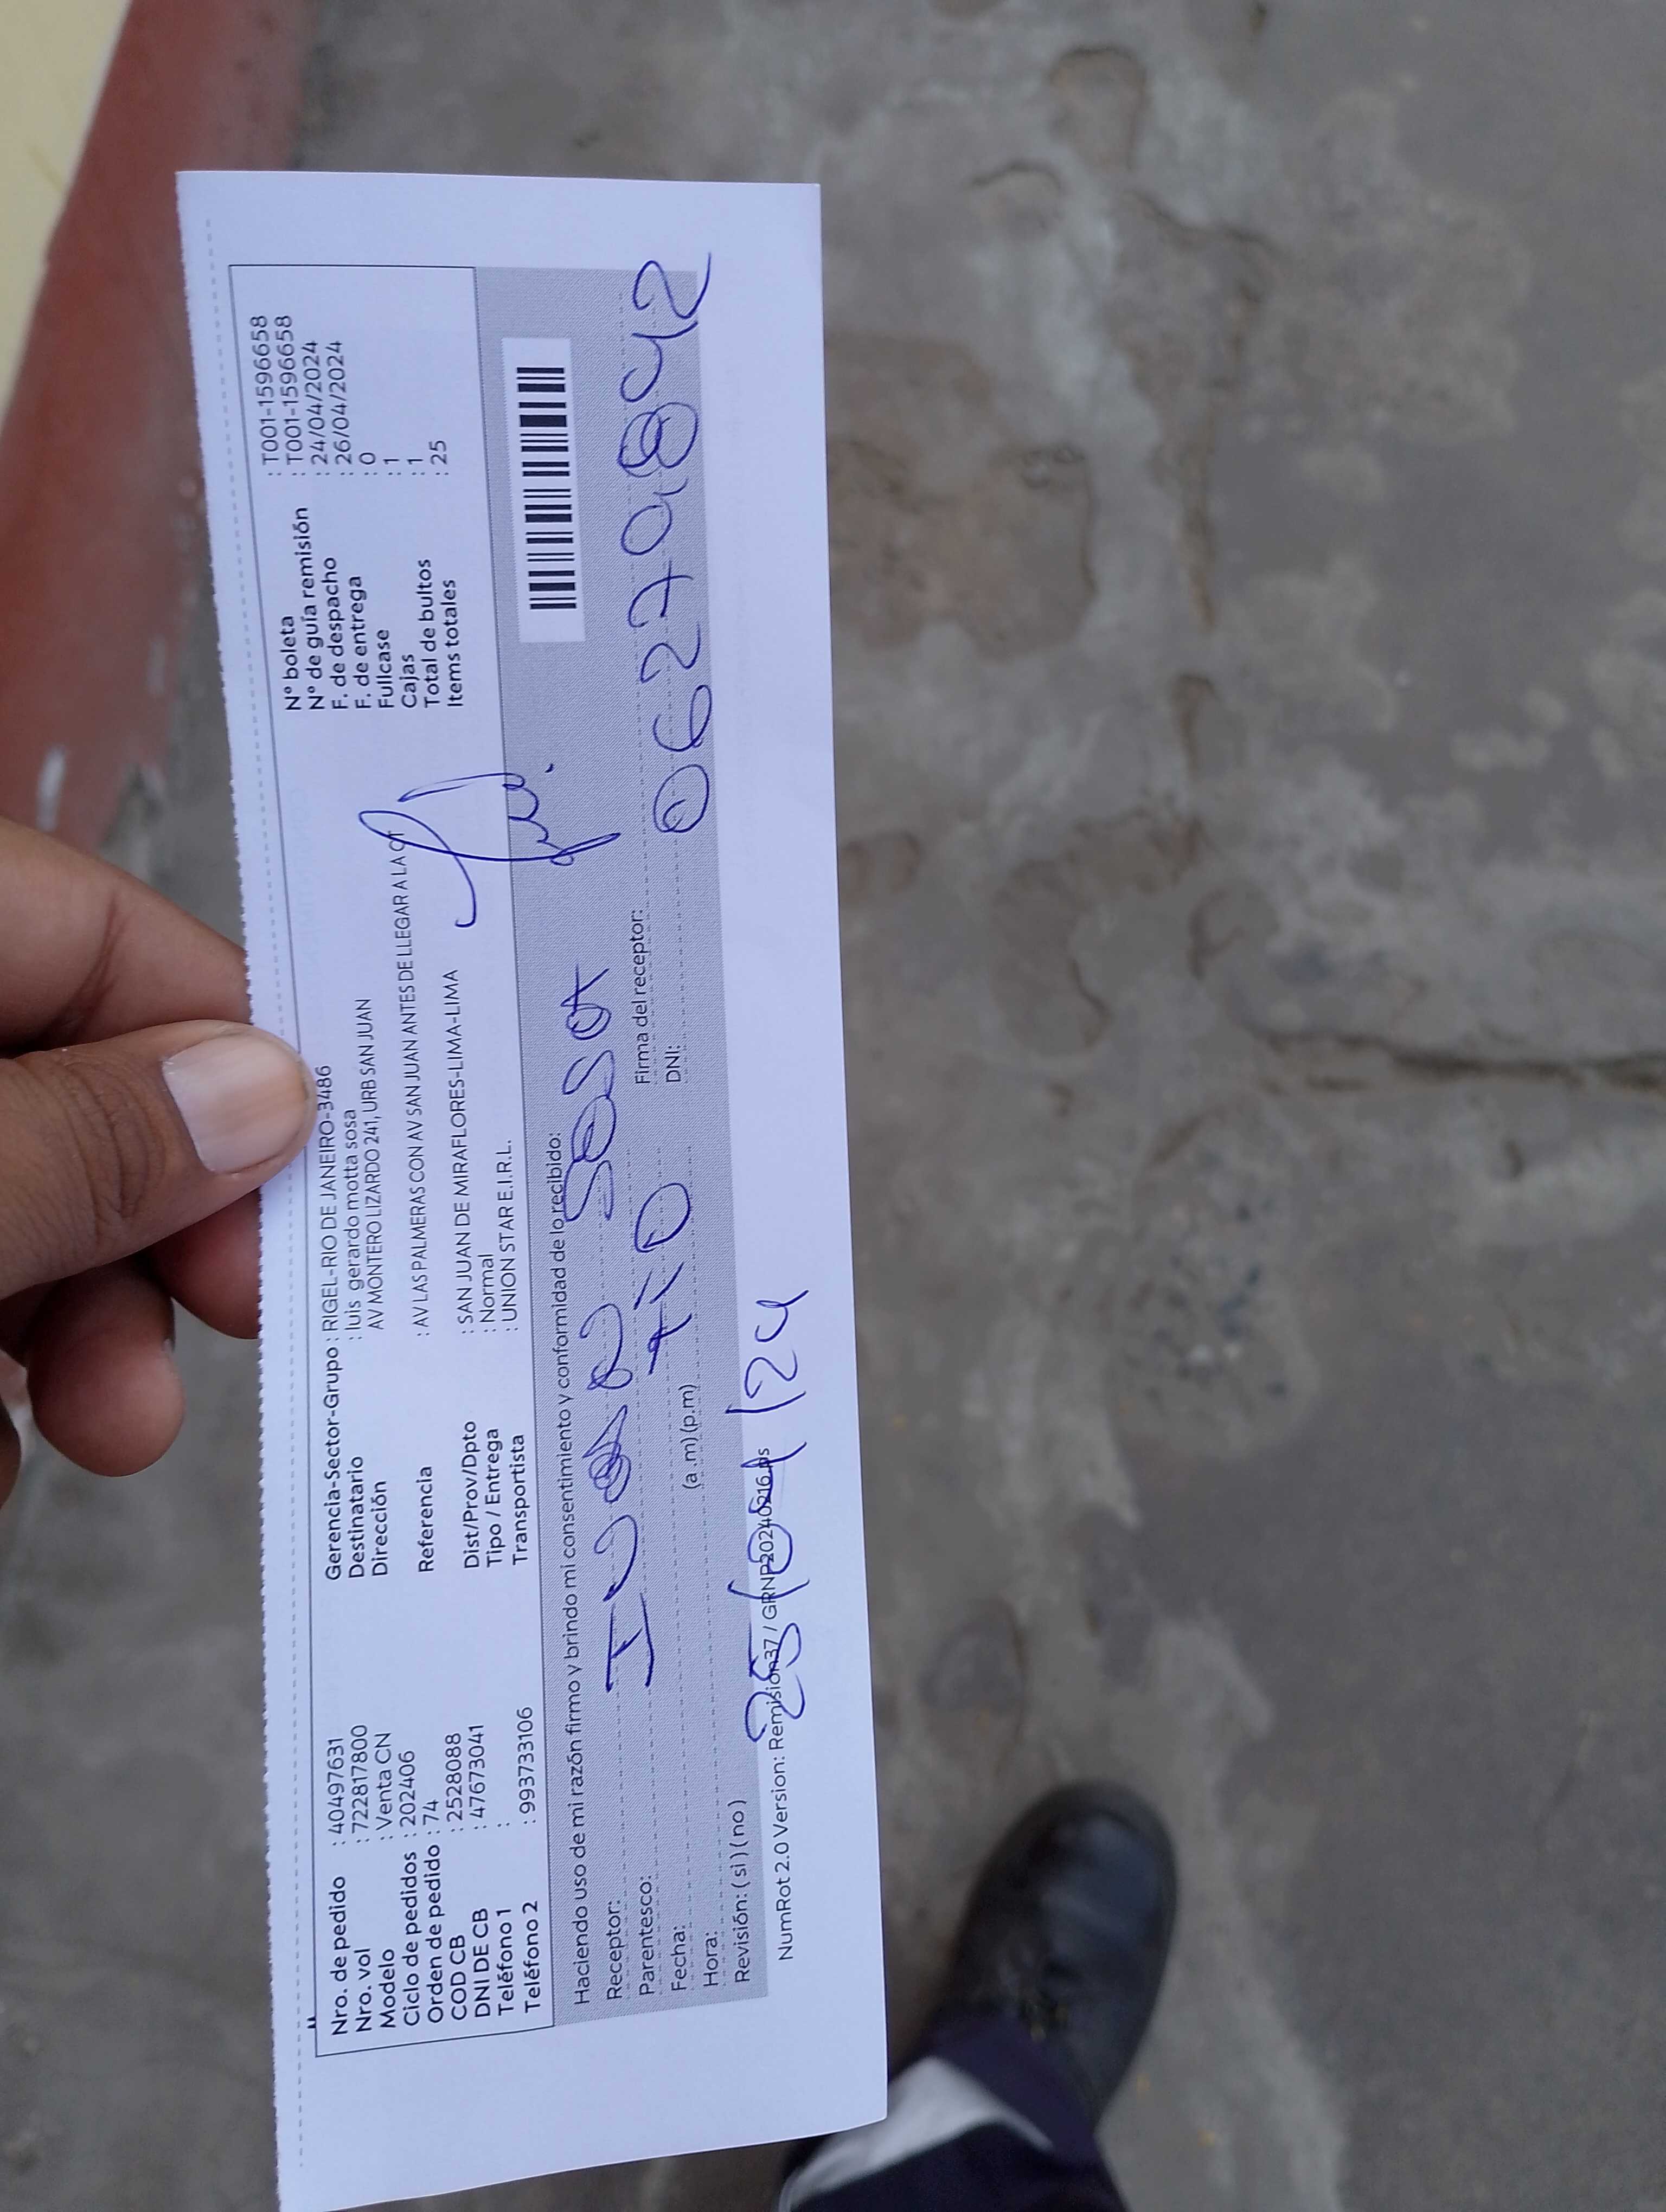 Nro. de pedido : 40497631
Nro. vol : 722817800
Modelo : Venta CN
Ciclo de pedidos : 202406
Orden de pedido : 74
COD CB : 2528088
DNI DE CB : 47673041
Teléfono 1 :
Teléfono 2 : 993733106
Gerencia-Sector-Grupo : RIGEL-RIO DE JANEIRO-3486
Destinatario : luis gerardo motta sosa
Dirección AV MONTERO LIZARDO 241, URB SAN JUAN
Referencia : AV LAS PALMERAS CON AV SAN JUAN ANTES DE LLEGAR A LA
Dist/Prov/Dpto : SAN JUAN DE MIRAFLORES-LIMA-LIMA
Tipo / Entrega : Normal
Transportista : UNION STAR E.I.R.L.
: T001-1596658
N° boleta : T001-1596658
N° de guía remisión : 24/04/2024
F. de despacho : 26/04/2024
F. de entrega : 0
Fullcase : 1
Cajas : 1
Total de bultos : 25
Items totales
Haciendo uso de mi razón firmo y brindo mi consentimiento y conformidad de lo recibido:
Receptor: SOSA
Parentesco: TIO
Firma del receptor:
Fecha:
DNI: 06279842
Hora: (a.m) (p.m)
Revisión: ( si ) ( no )
25/04/24
NumRot 2.0 Version: Remision37 / GRNP20240216.ps